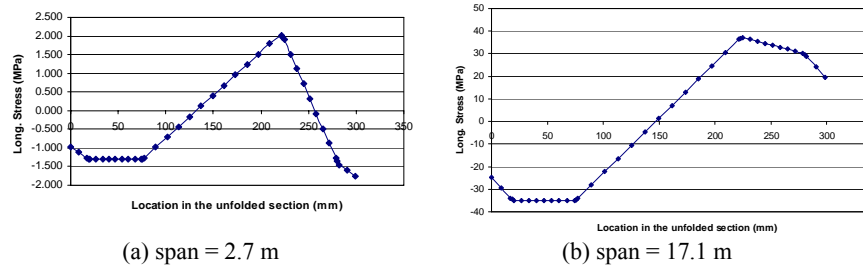 Long. Stress (MPa)
2.500
2.000
1.500
1.000
0.500
0.000
-0.500
-1.000
-1.500
-2.000
0 50 100 150 200 250 300 350
Location in the unfolded section (mm)
(a) span = 2.7 m
Long. Stress (MPa)
50
40
30
20
10
0
-10
-20
-30
-40
0 50 100 150 200 250 300
Location in the unfolded section (mm)
(b) span = 17.1 m